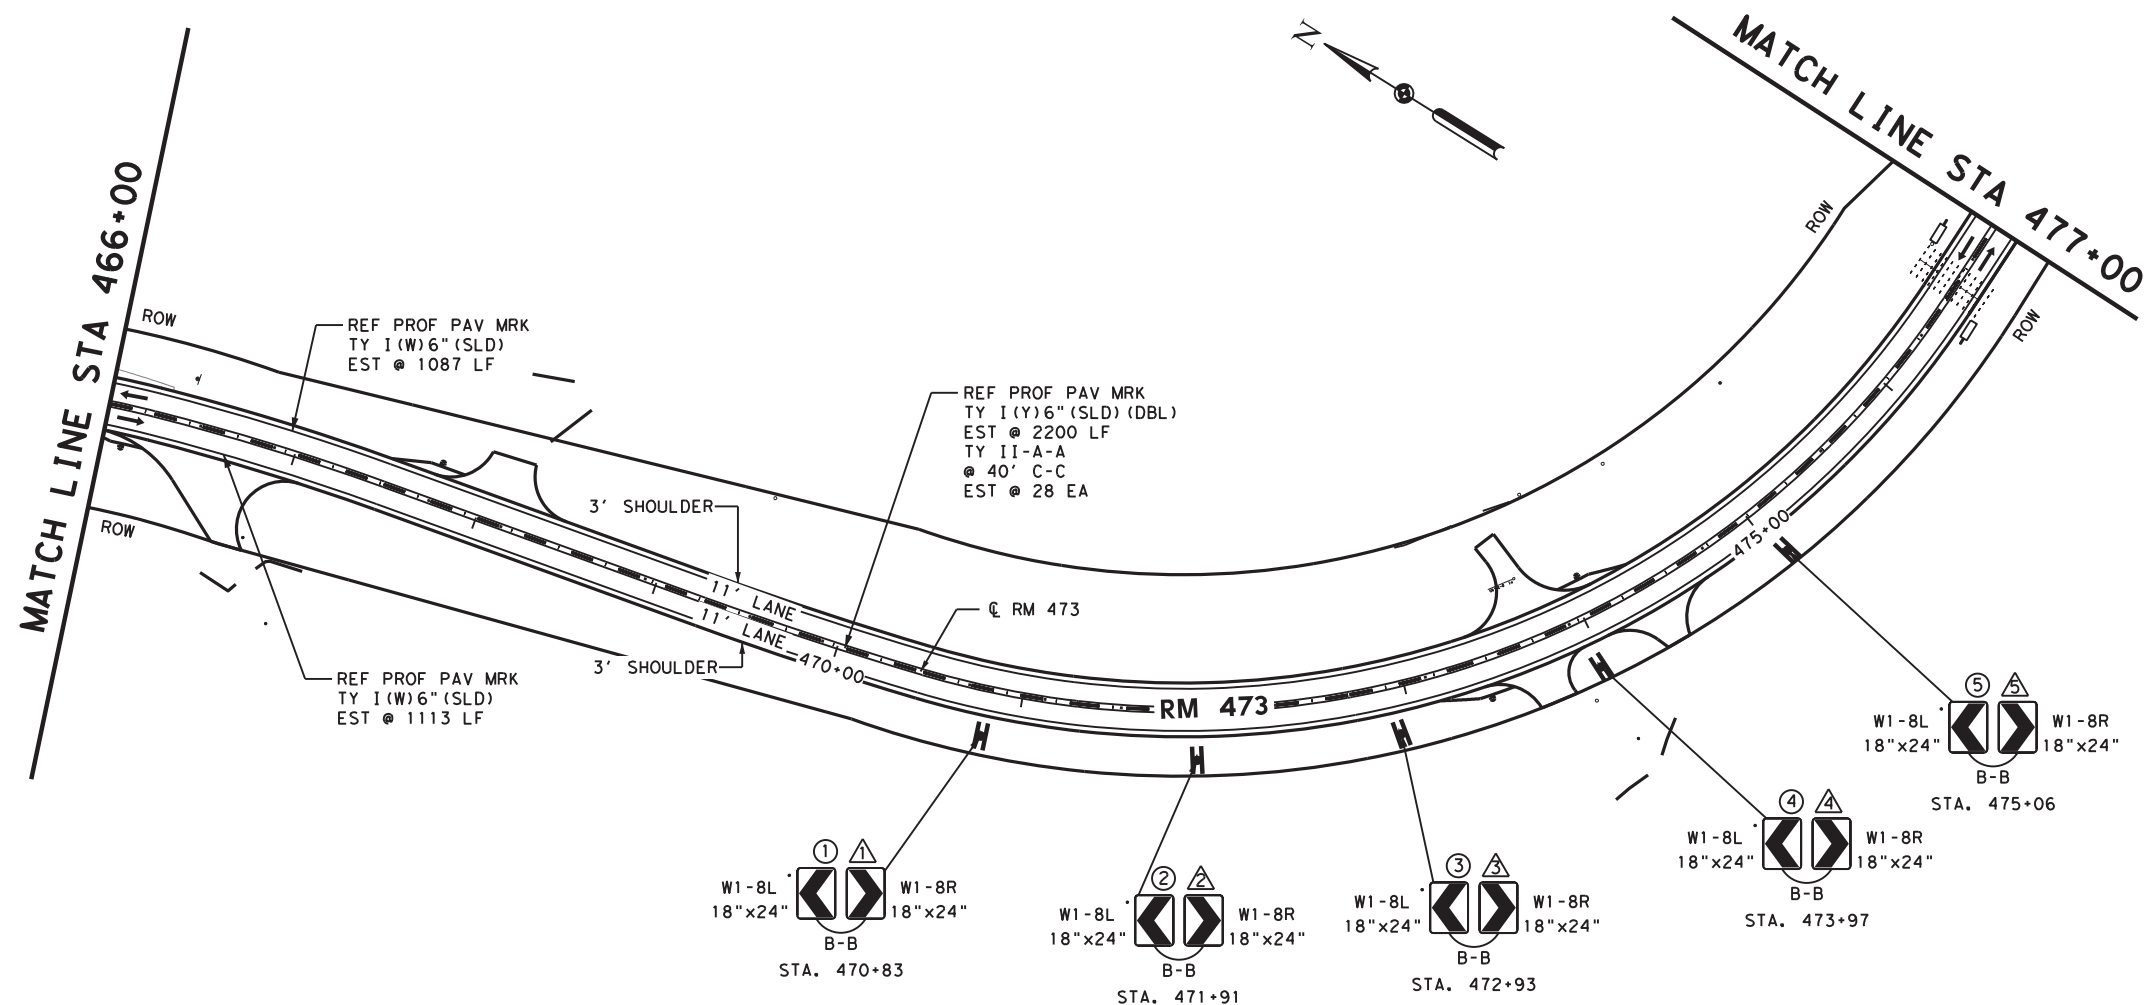 N
MATCH LINE STA 477+00
MATCH LINE STA 466+00
ROW
ROW
ROW
ROW
REF PROF PAV MRK
TY I(W)6"(SLD)
EST @ 1087 LF
REF PROF PAV MRK
TY I(Y)6"(SLD)(DBL)
EST @ 2200 LF
TY II-A-A
@ 40' C-C
EST @ 28 EA
3' SHOULDER
11' LANE
11' LANE
3' SHOULDER
470+00
℄ RM 473
RM 473
475+00
REF PROF PAV MRK
TY I(W)6"(SLD)
EST @ 1113 LF
1 1
W1-8L W1-8R
18"x24" 18"x24"
B-B
STA. 470+83
2 2
W1-8L W1-8R
18"x24" 18"x24"
B-B
STA. 471+91
3 3
W1-8L W1-8R
18"x24" 18"x24"
B-B
STA. 472+93
4 4
W1-8L W1-8R
18"x24" 18"x24"
B-B
STA. 473+97
5 5
W1-8L W1-8R
18"x24" 18"x24"
B-B
STA. 475+06